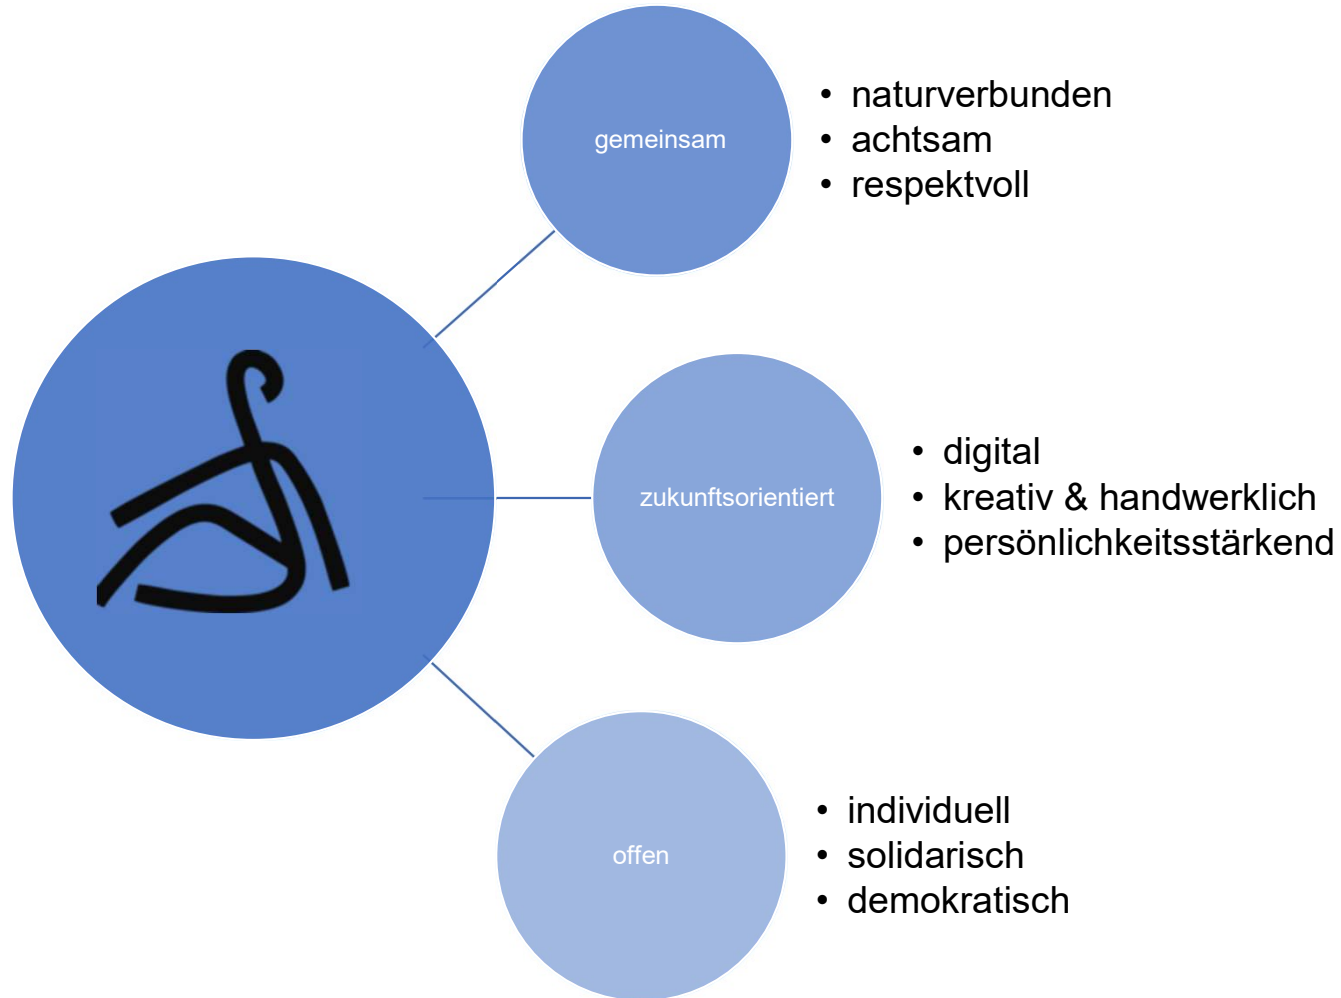 gemeinsam
• naturverbunden
• achtsam
• respektvoll
zukunftsorientiert
• digital
• kreativ & handwerklich
• persönlichkeitsstärkend
offen
• individuell
• solidarisch
• demokratisch